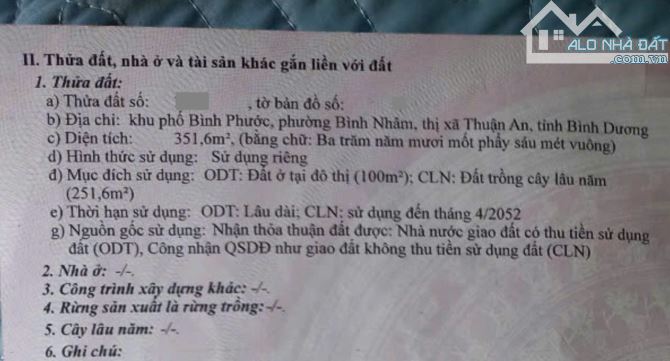 ALO NHÀ ĐẤT
.com.vn
II. Thửa đất, nhà ở và tài sản khác gắn liền với đất
1. Thửa đất:
a) Thửa đất số: , tờ bản đồ số:
b) Địa chỉ: khu phố Bình Phước, phường Bình Nhâm, thị xã Thuận An, tỉnh Bình Dương
c) Diện tích: 351,6m², (bằng chữ: Ba trăm năm mươi mốt phẩy sáu mét vuông)
d) Hình thức sử dụng: Sử dụng riêng
đ) Mục đích sử dụng: ODT: Đất ở tại đô thị (100m²); CLN: Đất trồng cây lâu năm
(251,6m²)
e) Thời hạn sử dụng: ODT: Lâu dài; CLN: sử dụng đến tháng 4/2052
g) Nguồn gốc sử dụng: Nhận thỏa thuận đất được: Nhà nước giao đất có thu tiền sử dụng
đất (ODT), Công nhận QSDĐ như giao đất không thu tiền sử dụng đất (CLN)
2. Nhà ở: -/-.
3. Công trình xây dựng khác: -/-.
4. Rừng sản xuất là rừng trồng: -/-.
5. Cây lâu năm: -/-.
6. Ghi chú: